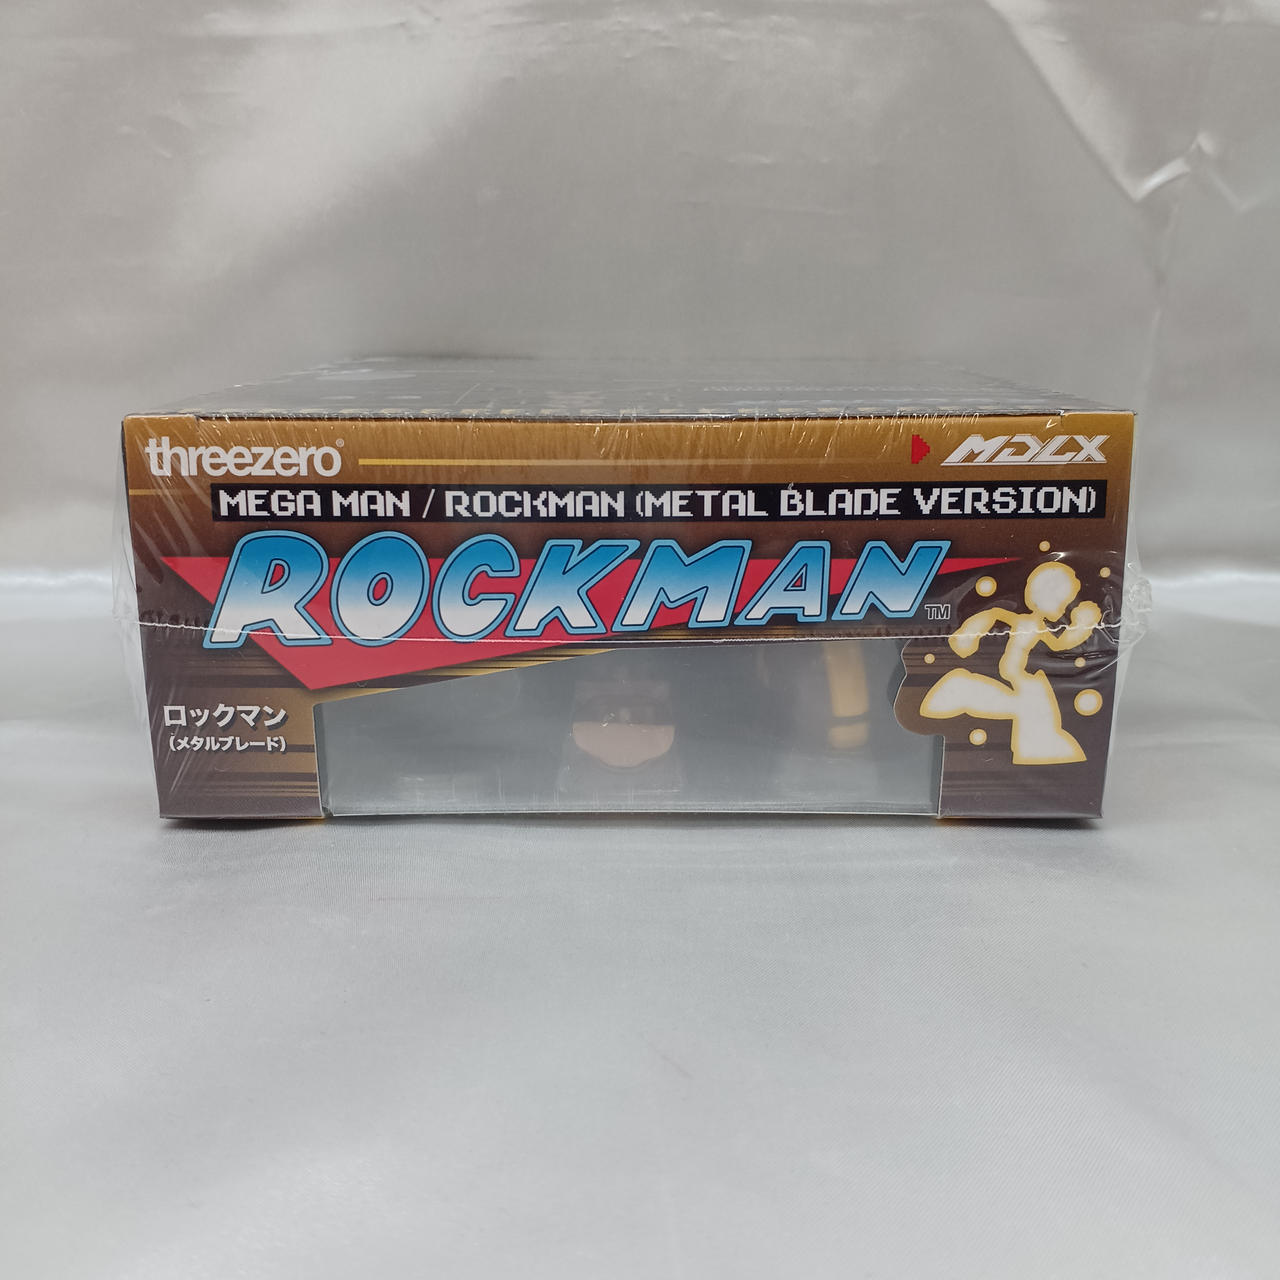 threezero®
MDLX
MEGA MAN / ROCKMAN (METAL BLADE VERSION)
ROCKMAN™
ロックマン
(メタルブレード)